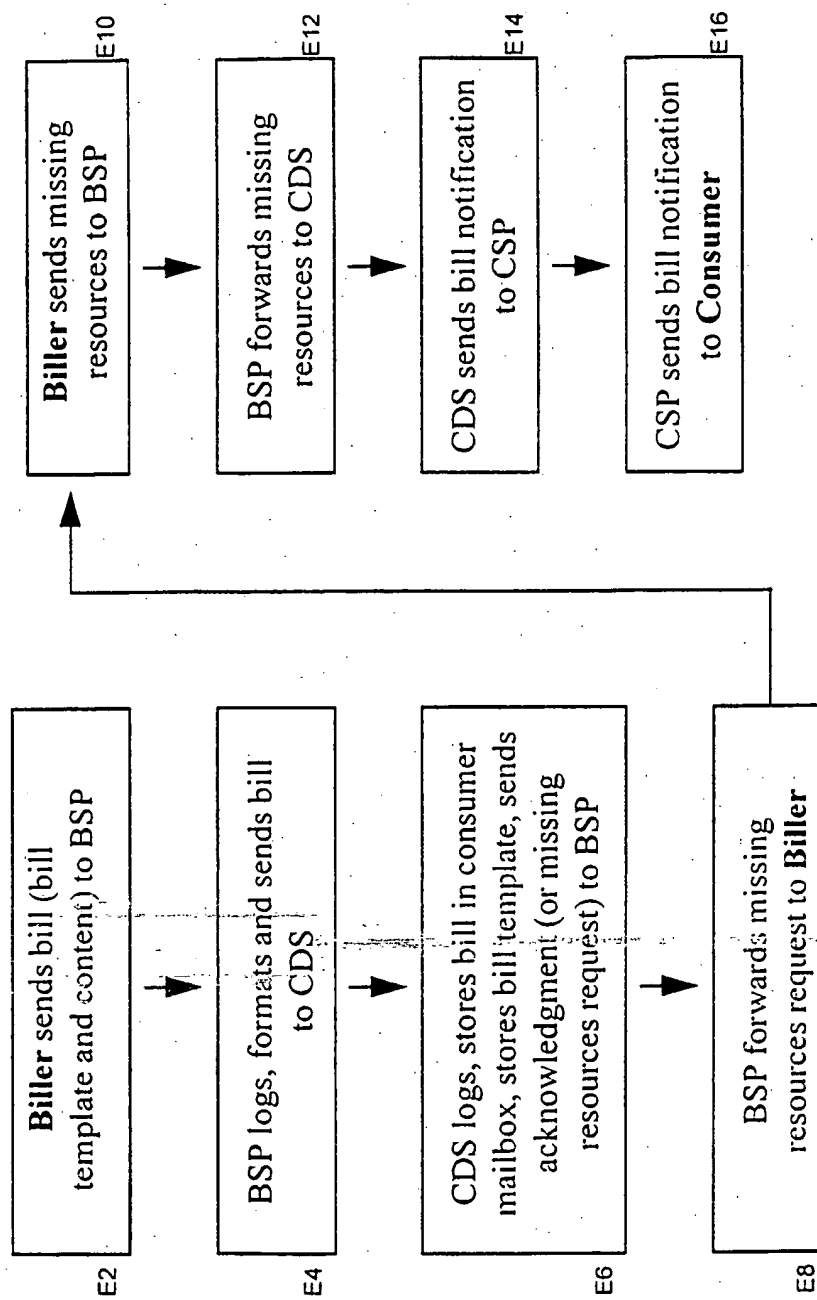 E2
Biller sends bill (bill
template and content) to BSP
E4
BSP logs, formats and sends bill
to CDS
E6
CDS logs, stores bill in consumer
mailbox, stores bill template, sends
acknowledgment (or missing
resources request) to BSP
E8
BSP forwards missing
resources request to Biller
E10
Biller sends missing
resources to BSP
E12
BSP forwards missing
resources to CDS
E14
CDS sends bill notification
to CSP
E16
CSP sends bill notification
to Consumer